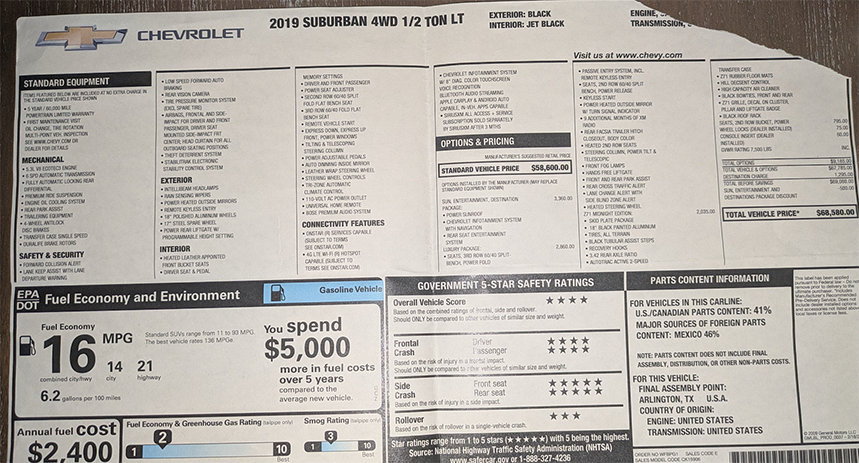 CHEVROLET
2019 SUBURBAN 4WD 1/2 TON LT
EXTERIOR: BLACK
INTERIOR: JET BLACK
ENGINE,
TRANSMISSION,
Visit us at www.chevy.com
STANDARD EQUIPMENT
ITEMS FEATURED BELOW ARE INCLUDED AT NO EXTRA CHARGE IN
THE STANDARD VEHICLE PRICE SHOWN
• 5 YEAR / 60,000 MILE
POWERTRAIN LIMITED WARRANTY
• FIRST MAINTENANCE VISIT
OIL CHANGE, TIRE ROTATION
MULTI-POINT VEH. INSPECTION
SEE WWW.CHEVY.COM OR
DEALER FOR DETAILS
MECHANICAL
• 5.3L V8 ECOTEC3 ENGINE
• 6 SPD AUTOMATIC TRANSMISSION
• FULLY AUTOMATIC LOCKING REAR
DIFFERENTIAL
• PREMIUM RIDE SUSPENSION
• ENGINE OIL COOLING SYSTEM
• REAR PARK ASSIST
• TRAILERING EQUIPMENT
• 4 WHEEL ANTILOCK
DISC BRAKES
• TRANSFER CASE SINGLE SPEED
• DURALIFE BRAKE ROTORS
SAFETY & SECURITY
• FORWARD COLLISION ALERT
• LANE KEEP ASSIST WITH LANE
DEPARTURE WARNING
• LOW SPEED FORWARD AUTO
BRAKING
• REAR VISION CAMERA
• TIRE PRESSURE MONITOR SYSTEM
(EXCL SPARE TIRE)
• AIRBAGS, FRONTAL AND SIDE-
IMPACT FOR DRIVER AND FRONT
PASSENGER, DRIVER SEAT
MOUNTED SIDE-IMPACT FRT
CENTER; HEAD CURTAIN FOR ALL
OUTBOARD SEATING POSITIONS
• THEFT DETERRENT SYSTEM
• STABILITRAK ELECTRONIC
STABILITY CONTROL SYSTEM
EXTERIOR
• INTELLIBEAM HEADLAMPS
• RAIN SENSING WIPERS
• POWER HEATED OUTSIDE MIRRORS
• REMOTE KEYLESS ENTRY
• 18" POLISHED ALUMINUM WHEELS
• 17" STEEL SPARE WHEEL
• POWER REAR LIFTGATE W/
PROGRAMMABLE HEIGHT SETTING
INTERIOR
• HEATED LEATHER APPOINTED
FRONT BUCKET SEATS
• DRIVER SEAT & PEDAL
MEMORY SETTINGS
• DRIVER AND FRONT PASSENGER
POWER SEAT ADJUSTER
• SECOND ROW 60/40 SPLIT
FOLD FLAT BENCH SEAT
• 3RD ROW 60/40 FOLD FLAT
BENCH SEAT
• REMOTE VEHICLE START
• EXPRESS DOWN, EXPRESS UP
FRONT, POWER WINDOWS
• TILTING & TELESCOPING
STEERING COLUMN
• POWER ADJUSTABLE PEDALS
• AUTO DIMMING INSIDE MIRROR
• LEATHER WRAP STEERING WHEEL
• STEERING WHEEL CONTROLS
• TRI-ZONE AUTOMATIC
CLIMATE CONTROL
• 110-VOLT AC POWER OUTLET
• UNIVERSAL HOME REMOTE
• BOSE PREMIUM AUDIO SYSTEM
CONNECTIVITY FEATURES
• ONSTAR (R) SERVICES CAPABLE
(SUBJECT TO TERMS
SEE ONSTAR.COM)
• 4G LTE WI-FI (R) HOTSPOT
CAPABLE (SUBJECT TO
TERMS SEE ONSTAR.COM)
• CHEVROLET INFOTAINMENT SYSTEM
W/ 8" DIAG. COLOR TOUCHSCREEN
VOICE RECOGNITION
BLUETOOTH AUDIO STREAMING
APPLE CARPLAY & ANDROID AUTO
CAPABLE, IN-VEH. APPS CAPABLE
• SIRIUSXM ALL ACCESS + SERVICE
SUBSCRIPTION SOLD SEPARATELY
BY SIRIUSXM AFTER 3 MTHS
OPTIONS & PRICING
MANUFACTURER'S SUGGESTED RETAIL PRICE
STANDARD VEHICLE PRICE $58,600.00
OPTIONS INSTALLED BY THE MANUFACTURER (MAY REPLACE
STANDARD EQUIPMENT SHOWN)
SUN, ENTERTAINMENT, DESTINATION 3,360.00
PACKAGE:
• POWER SUNROOF
• CHEVROLET INFOTAINMENT SYSTEM
WITH NAVIGATION
• REAR SEAT ENTERTAINMENT
SYSTEM
LUXURY PACKAGE: 2,860.00
• SEATS, 3RD ROW 60/40 SPLIT
BENCH, POWER FOLD
• PASSIVE ENTRY SYSTEM, INCL.
REMOTE KEYLESS ENTRY
• SEATS, 2ND ROW 60/40 SPLIT
BENCH, POWER RELEASE
• KEYLESS START
• POWER HEATED OUTSIDE MIRROR
W/ TURN SIGNAL INDICATOR
• 9 ADDITIONAL MONTHS OF XM
RADIO
• REAR FACSIA TRAILER HITCH
CLOSEOUT, BODY COLOR
• HEATED 2ND ROW SEATS
• STEERING COLUMN, POWER TILT &
TELESCOPIC
• FRONT FOG LAMPS
• HANDS FREE LIFTGATE
• FRONT AND REAR PARK ASSIST
• REAR CROSS TRAFFIC ALERT
• LANE CHANGE ALERT WITH
SIDE BLIND ZONE ALERT
• HEATED STEERING WHEEL
Z71 MIDNIGHT EDITION: 2,035.00
• SKID PLATE PACKAGE
• 18" BLACK PAINTED ALUMINUM
• TIRES, ALL TERRAIN
• BLACK TUBULAR ASSIST STEPS
• RECOVERY HOOKS
• 3.42 REAR AXLE RATIO
• AUTOTRAC ACTIVE 2-SPEED
TRANSFER CASE
• Z71 RUBBER FLOOR MATS
• HILL DECSENT CONTROL
• HIGH CAPACITY AIR CLEANER
• BLACK BOWTIES, FRONT AND REAR
• Z71 GRILLE, DECAL ON CLUSTER,
PILLAR AND LIFTGATE BADGE
• BLACK ROOF RACK
SEATS, 2ND ROW BUCKET, POWER 795.00
WHEEL LOCKS (DEALER INSTALLED) 75.00
CONSOLE INSERT (DEALER 60.00
INSTALLED)
GVWR RATING 7,500 LBS INC.
TOTAL OPTIONS $9,185.00
TOTAL VEHICLE & OPTIONS $67,785.00
DESTINATION CHARGE 1,295.00
TOTAL BEFORE SAVINGS $69,080.00
SUN, ENTERTAINMENT AND -500.00
DESTINATIONS PACKAGE DISCOUNT
TOTAL VEHICLE PRICE* $68,580.00
EPA
DOT
Fuel Economy and Environment
Gasoline Vehicle
Fuel Economy
16 MPG
combined city/hwy
14
city
21
highway
6.2 gallons per 100 miles
Standard SUVs range from 11 to 93 MPG.
The best vehicle rates 136 MPGe.
You spend
$5,000
more in fuel costs
over 5 years
compared to the
average new vehicle.
Annual fuel cost
$2,400
Fuel Economy & Greenhouse Gas Rating (tailpipe only)
1 2 10
Best
Smog Rating (tailpipe only)
1 3 10
Best
GOVERNMENT 5-STAR SAFETY RATINGS
Overall Vehicle Score ★★★★
Based on the combined ratings of frontal, side and rollover.
Should ONLY be compared to other vehicles of similar size and weight.
Frontal Driver ★★★★
Crash Passenger ★★★★
Based on the risk of injury in a frontal impact.
Should ONLY be compared to other vehicles of similar size and weight.
Side Front seat ★★★★★
Crash Rear seat ★★★★★
Based on the risk of injury in a side impact.
Rollover ★★★
Based on the risk of rollover in a single-vehicle crash.
Star ratings range from 1 to 5 stars (★★★★★) with 5 being the highest.
Source: National Highway Traffic Safety Administration (NHTSA)
www.safercar.gov or 1-888-327-4236
PARTS CONTENT INFORMATION
FOR VEHICLES IN THIS CARLINE:
U.S./CANADIAN PARTS CONTENT: 41%
MAJOR SOURCES OF FOREIGN PARTS
CONTENT: MEXICO 46%
NOTE: PARTS CONTENT DOES NOT INCLUDE FINAL
ASSEMBLY, DISTRIBUTION, OR OTHER NON-PARTS COSTS.
FOR THIS VEHICLE:
FINAL ASSEMBLY POINT:
ARLINGTON, TX U.S.A.
COUNTRY OF ORIGIN:
ENGINE: UNITED STATES
TRANSMISSION: UNITED STATES
This label has been applied
pursuant to Federal law - Do not
remove prior to delivery to the
ultimate purchaser. *Includes
Manufacturer's Recommended
Pre-Delivery Service. Does not
include dealer installed options
and accessories not listed above,
local taxes or license fees.
ORDER NO
SALES CODE E
SALES MODEL CODE CK15906